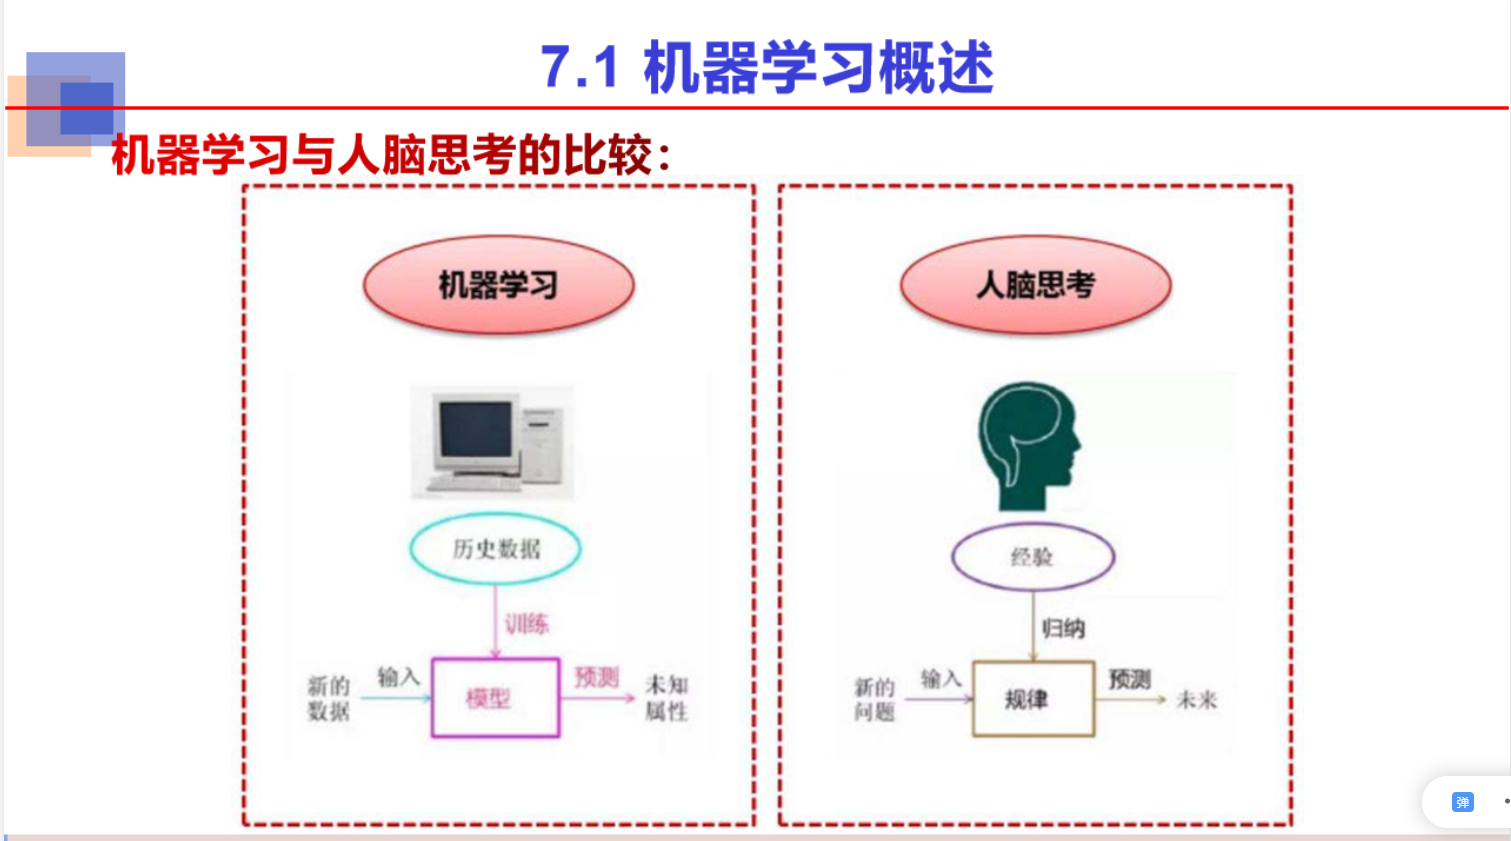 7.1 机器学习概述
机器学习与人脑思考的比较：
机器学习
历史数据
训练
新的
数据
输入
模型
预测
未知
属性
人脑思考
经验
归纳
新的
问题
输入
规律
预测
未来
弹